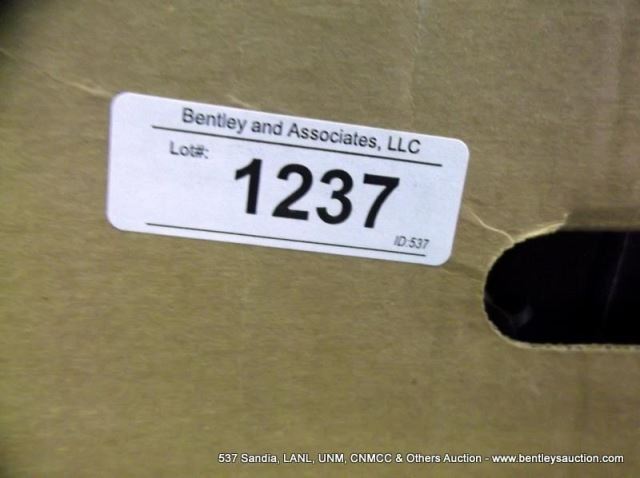 Bentley and Associates, LLC
Lot#:
1237
ID:537
537 Sandia, LANL, UNM, CNMCC & Others Auction - www.bentleysauction.com